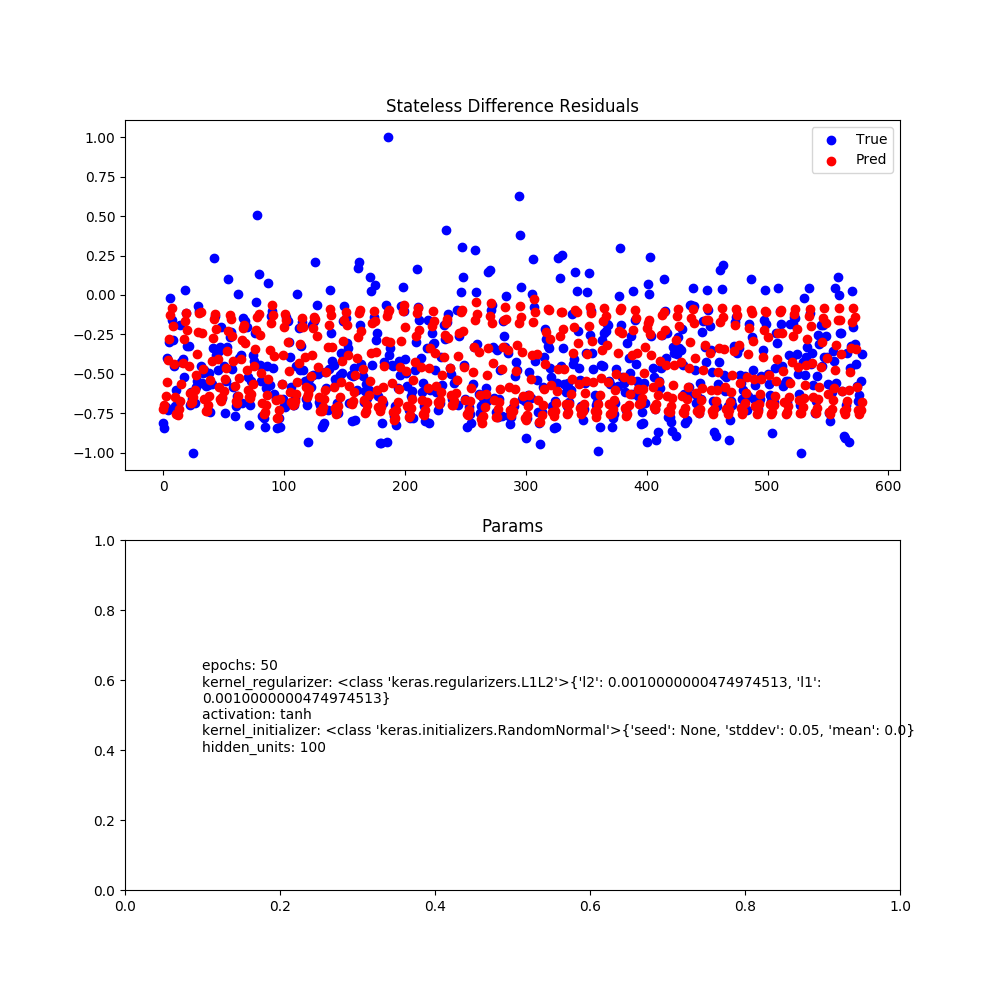 Stateless Difference Residuals
1.00
0.75
0.50
0.25
0.00
−0.25
−0.50
−0.75
−1.00
True
Pred
0 100 200 300 400 500 600
Params
1.0
0.8
0.6
0.4
0.2
0.0
epochs: 50
kernel_regularizer: <class 'keras.regularizers.L1L2'>{'l2': 0.0010000000474974513, 'l1':
0.0010000000474974513}
activation: tanh
kernel_initializer: <class 'keras.initializers.RandomNormal'>{'seed': None, 'stddev': 0.05, 'mean': 0.0}
hidden_units: 100
0.0 0.2 0.4 0.6 0.8 1.0